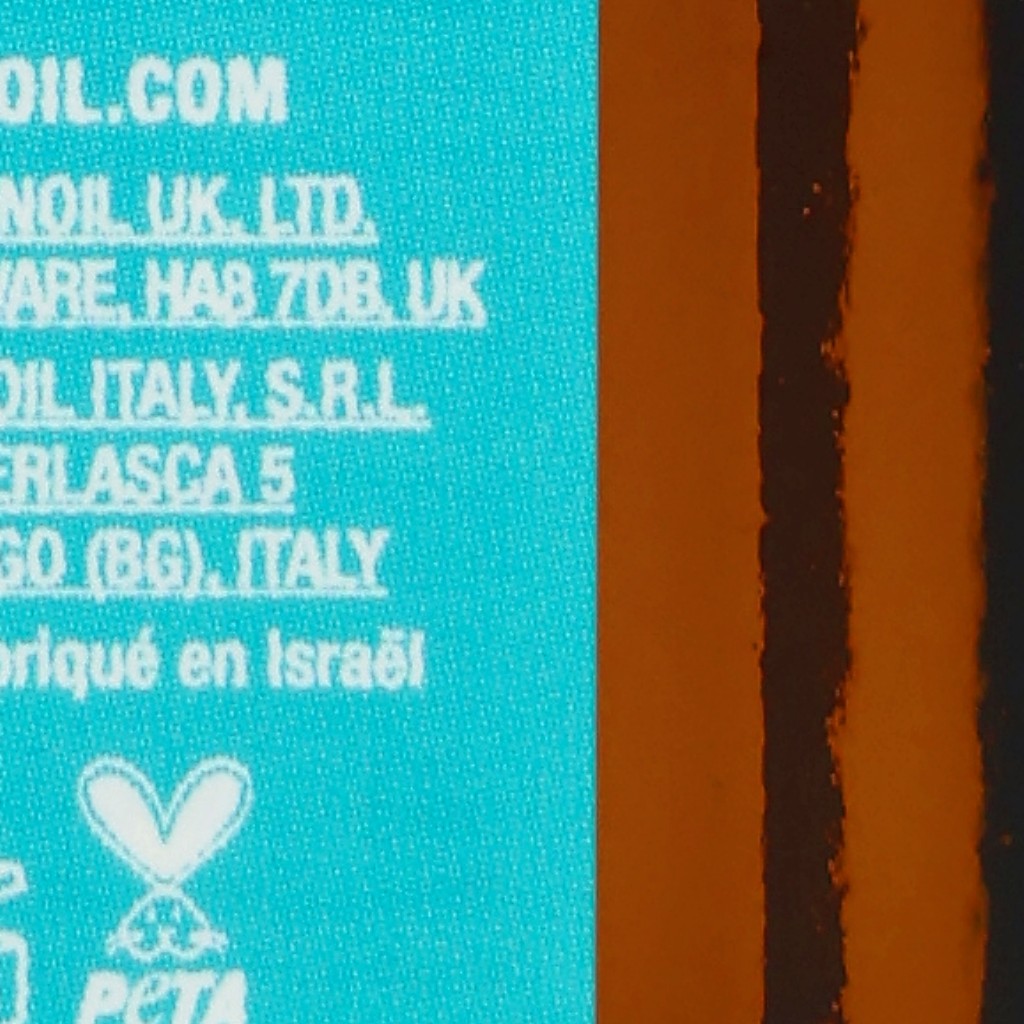 OIL.COM
NOIL UK. LTD.
WARE, HA8 7DB, UK
OIL ITALY, S.R.L.
ERLASCA 5
GO (BG), ITALY
briqué en Israël
PeTA